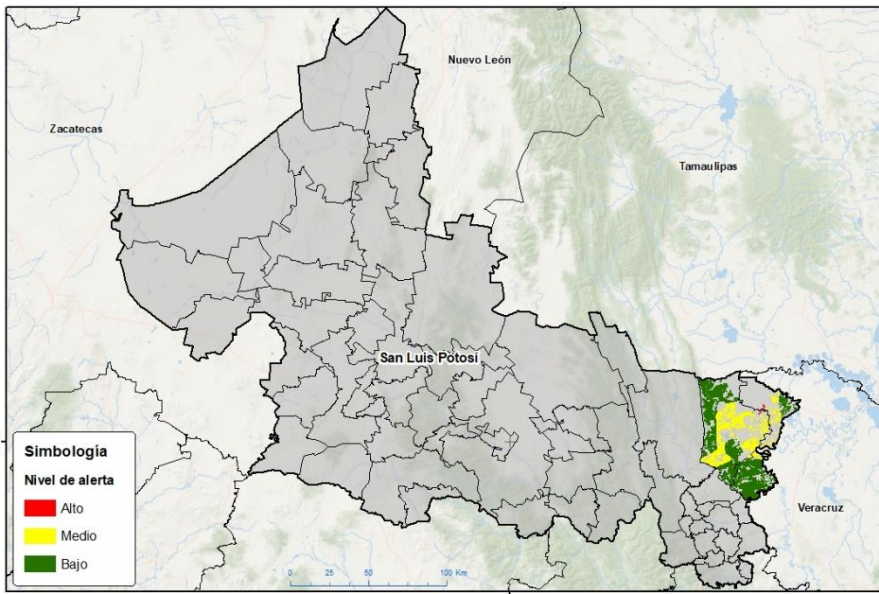 Nuevo León
Zacatecas
Tamaulipas
San Luis Potosí
Simbología
Nivel de alerta
Alto
Medio
Bajo
Veracruz
0 25 50 100 Km